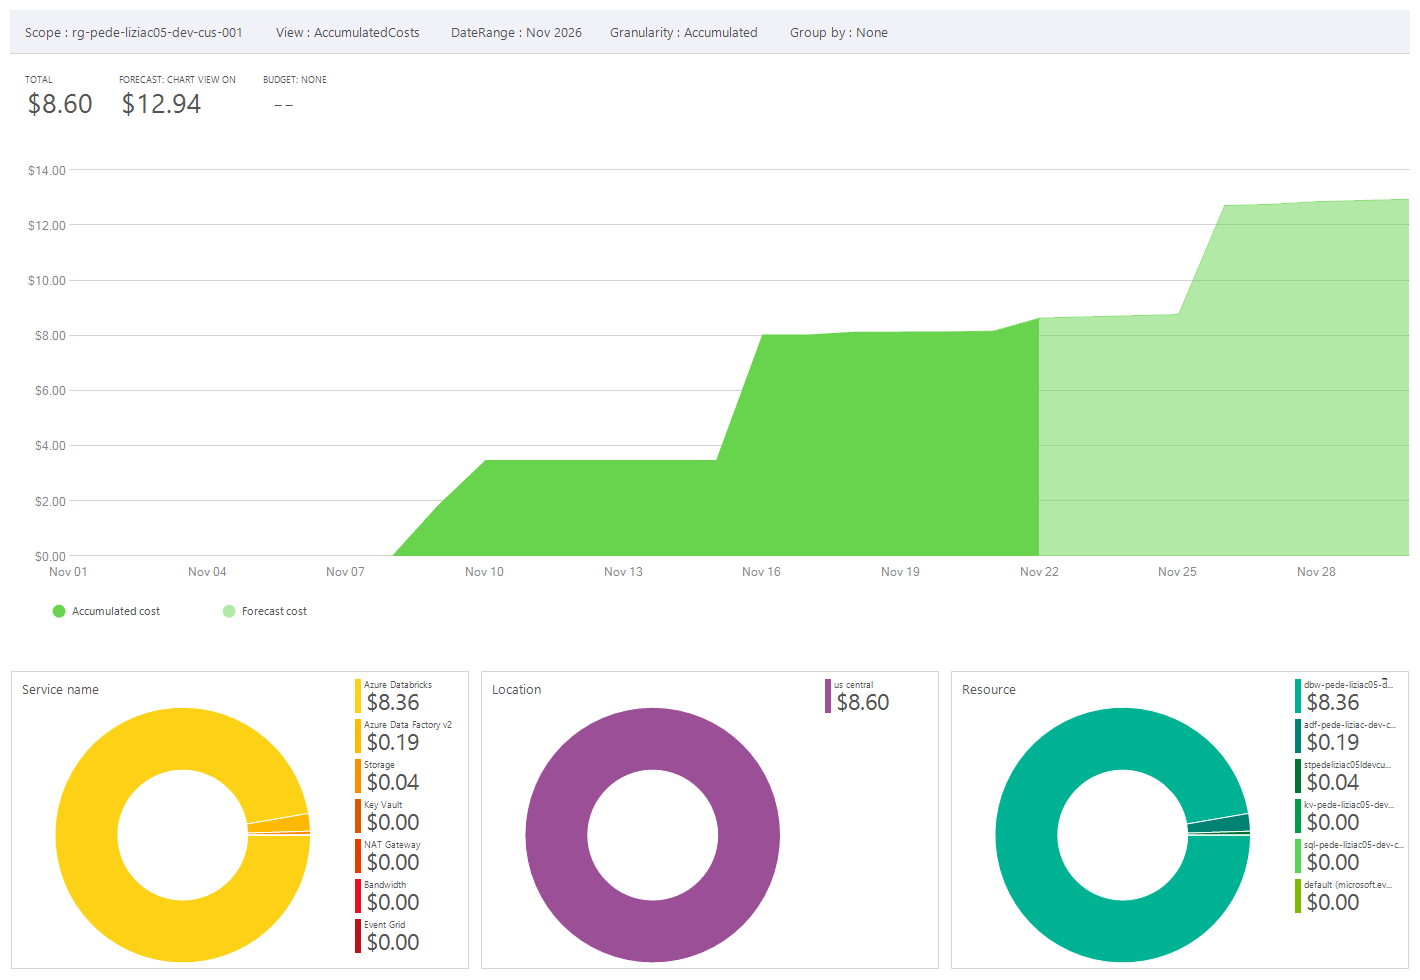 Scope : rg-pede-liziac05-dev-cus-001 View : AccumulatedCosts DateRange : Nov 2026 Granularity : Accumulated Group by : None
TOTAL FORECAST: CHART VIEW ON BUDGET: NONE
$8.60 $12.94 --
$14.00
$12.00
$10.00
$8.00
$6.00
$4.00
$2.00
$0.00
Nov 01 Nov 04 Nov 07 Nov 10 Nov 13 Nov 16 Nov 19 Nov 22 Nov 25 Nov 28
Accumulated cost Forecast cost
Service name
Azure Databricks
$8.36
Azure Data Factory v2
$0.19
Storage
$0.04
Key Vault
$0.00
NAT Gateway
$0.00
Bandwidth
$0.00
Event Grid
$0.00
Location
us central
$8.60
Resource
dbw-pede-liziac05-d...
$8.36
adf-pede-liziac-dev-c...
$0.19
stpedeliziac05ldevcu...
$0.04
kv-pede-liziac05-dev...
$0.00
sql-pede-liziac05-dev-c...
$0.00
default (microsoft.ev...
$0.00